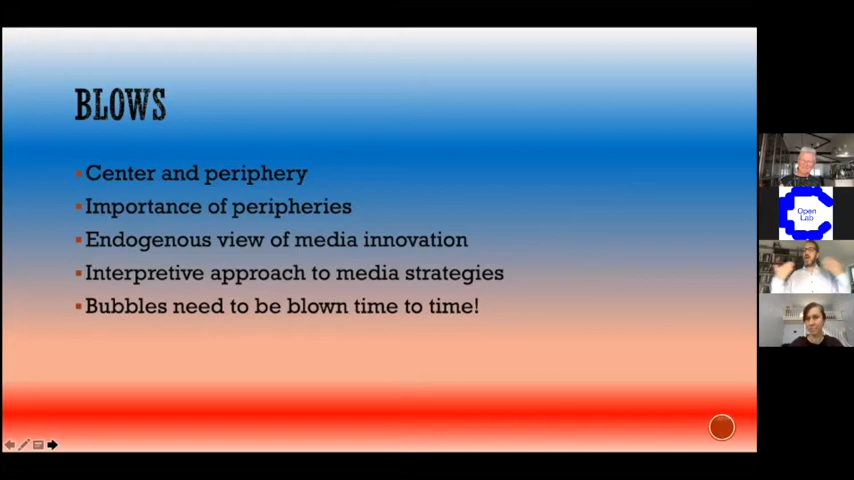 BLOWS
Center and periphery
Importance of peripheries
Endogenous view of media innovation
Interpretive approach to media strategies
Bubbles need to be blown time to time!
Open
Lab